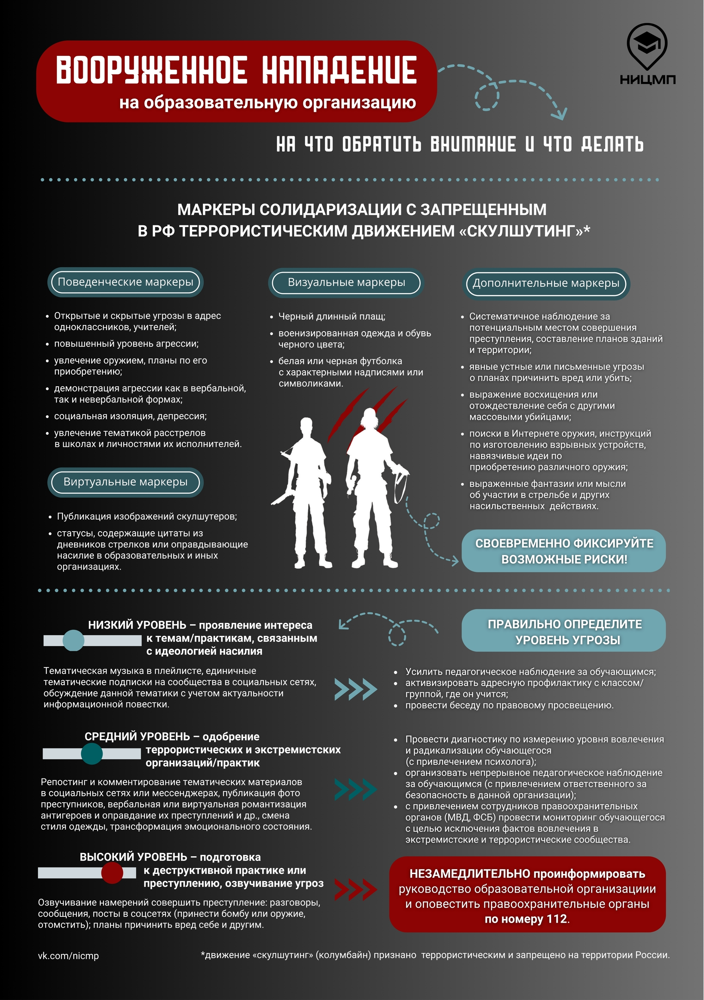 ВООРУЖЕННОЕ НАПАДЕНИЕ
на образовательную организацию
НИЦМП
НА ЧТО ОБРАТИТЬ ВНИМАНИЕ И ЧТО ДЕЛАТЬ
МАРКЕРЫ СОЛИДАРИЗАЦИИ С ЗАПРЕЩЕННЫМ
В РФ ТЕРРОРИСТИЧЕСКИМ ДВИЖЕНИЕМ «СКУЛШУТИНГ»*
Поведенческие маркеры
• Открытые и скрытые угрозы в адрес
одноклассников, учителей;
• повышенный уровень агрессии;
• увлечение оружием, планы по его
приобретению;
• демонстрация агрессии как в вербальной,
так и невербальной формах;
• социальная изоляция, депрессия;
• увлечение тематикой расстрелов
в школах и личностями их исполнителей.
Виртуальные маркеры
• Публикация изображений скулшутеров;
• статусы, содержащие цитаты из
дневников стрелков или оправдывающие
насилие в образовательных и иных
организациях.
Визуальные маркеры
• Черный длинный плащ;
• военизированная одежда и обувь
черного цвета;
• белая или черная футболка
с характерными надписями или
символиками.
Дополнительные маркеры
• Систематичное наблюдение за
потенциальным местом совершения
преступления, составление планов зданий
и территории;
• явные устные или письменные угрозы
о планах причинить вред или убить;
• выражение восхищения или
отождествление себя с другими
массовыми убийцами;
• поиски в Интернете оружия, инструкций
по изготовлению взрывных устройств,
навязчивые идеи по
приобретению различного оружия;
• выраженные фантазии или мысли
об участии в стрельбе и других
насильственных действиях.
СВОЕВРЕМЕННО ФИКСИРУЙТЕ
ВОЗМОЖНЫЕ РИСКИ!
ПРАВИЛЬНО ОПРЕДЕЛИТЕ
УРОВЕНЬ УГРОЗЫ
НИЗКИЙ УРОВЕНЬ – проявление интереса
к темам/практикам, связанным
с идеологией насилия
Тематическая музыка в плейлисте, единичные
тематические подписки на сообщества в социальных сетях,
обсуждение данной тематики с учетом актуальности
информационной повестки.
• Усилить педагогическое наблюдение за обучающимся;
• активизировать адресную профилактику с классом/
группой, где он учится;
• провести беседу по правовому просвещению.
СРЕДНИЙ УРОВЕНЬ – одобрение
террористических и экстремистских
организаций/практик
Репостинг и комментирование тематических материалов
в социальных сетях или мессенджерах, публикация фото
преступников, вербальная или виртуальная романтизация
антигероев и оправдание их преступлений и др., смена
стиля одежды, трансформация эмоционального состояния.
• Провести диагностику по измерению уровня вовлечения
и радикализации обучающегося
(с привлечением психолога);
• организовать непрерывное педагогическое наблюдение
за обучающимся (с привлечением ответственного за
безопасность в данной организации);
• с привлечением сотрудников правоохранительных
органов (МВД, ФСБ) провести мониторинг обучающегося
с целью исключения фактов вовлечения в
экстремистские и террористические сообщества.
ВЫСОКИЙ УРОВЕНЬ – подготовка
к деструктивной практике или
преступлению, озвучивание угроз
Озвучивание намерений совершить преступление: разговоры,
сообщения, посты в соцсетях (принести бомбу или оружие,
отомстить); планы причинить вред себе и другим.
НЕЗАМЕДЛИТЕЛЬНО проинформировать
руководство образовательной организациии
и оповестить правоохранительные органы
по номеру 112.
vk.com/nicmp
*движение «скулшутинг» (колумбайн) признано террористическим и запрещено на территории России.